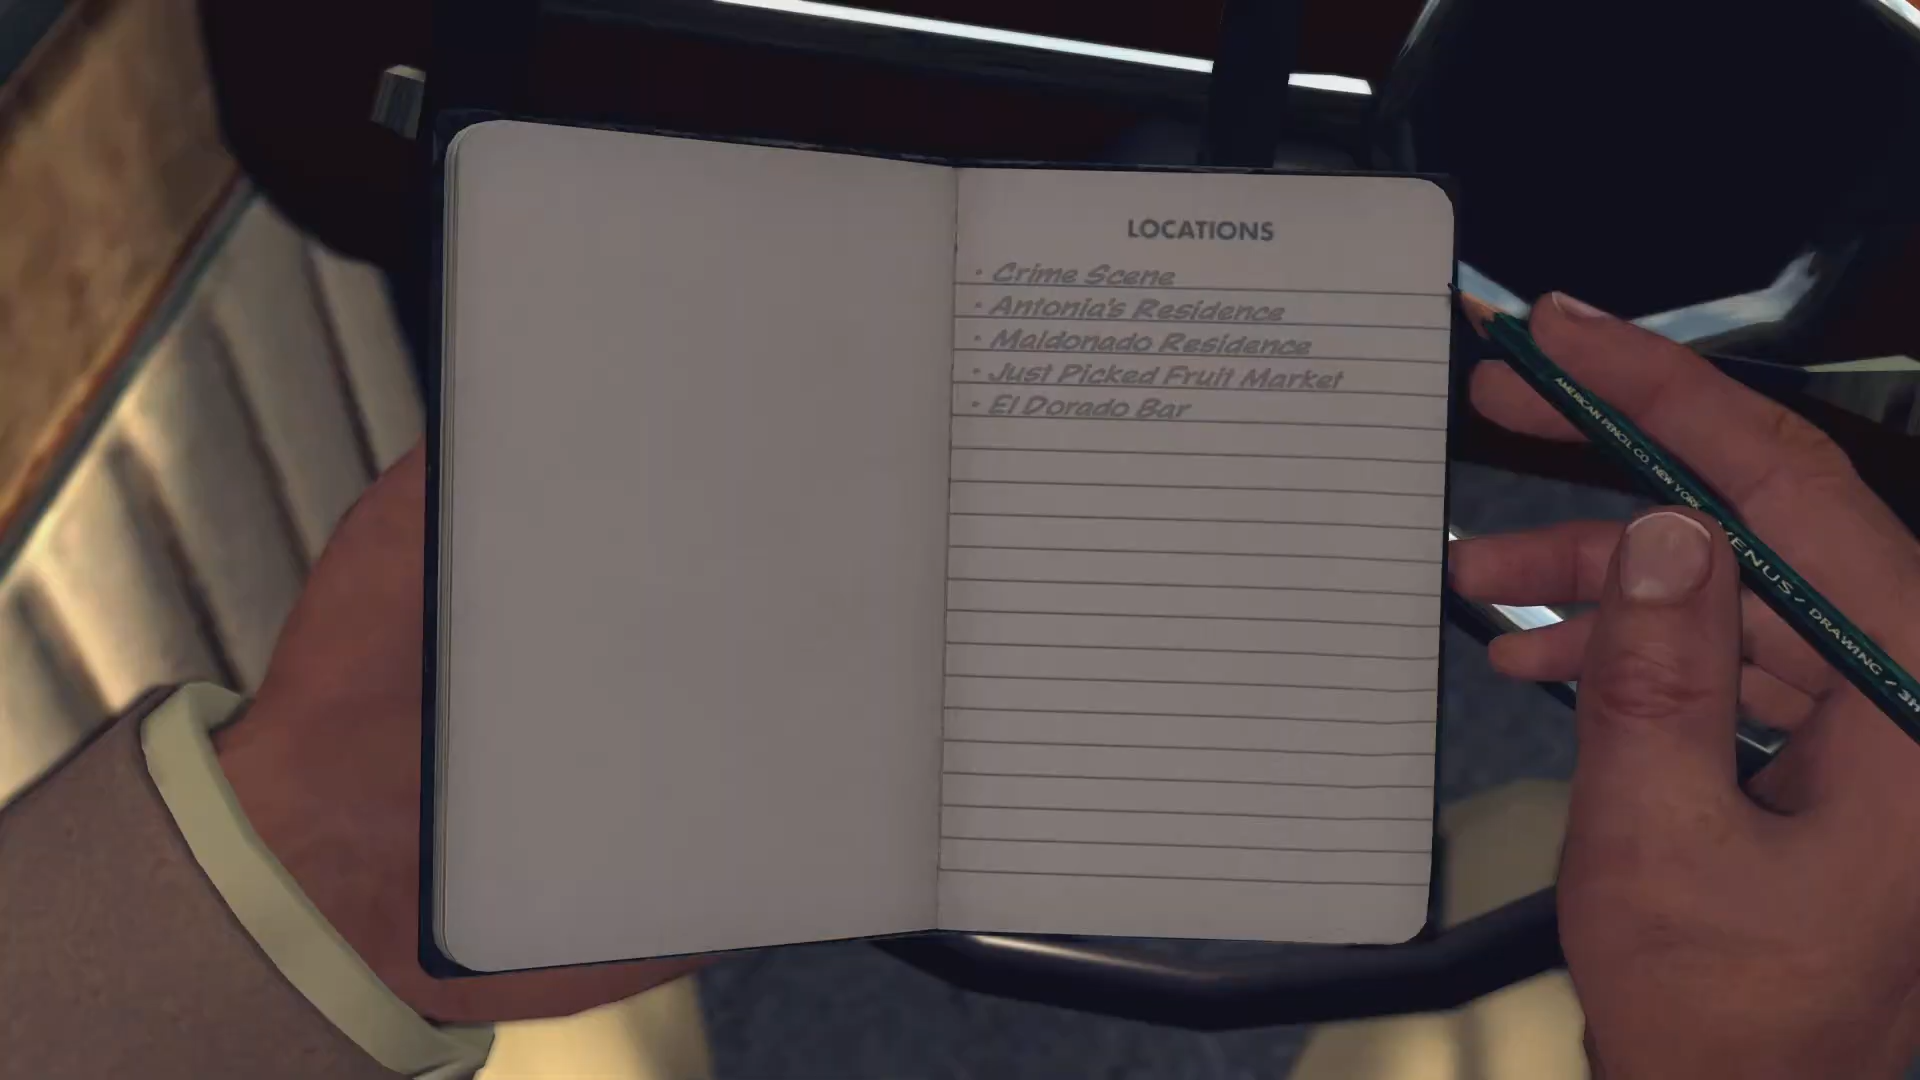 LOCATIONS
• Crime Scene
• Antonia's Residence
• Maldonado Residence
• Just Picked Fruit Market
• El Dorado Bar
AMERICAN PENCIL CO. NEW YORK
VENUS / DRAWING /